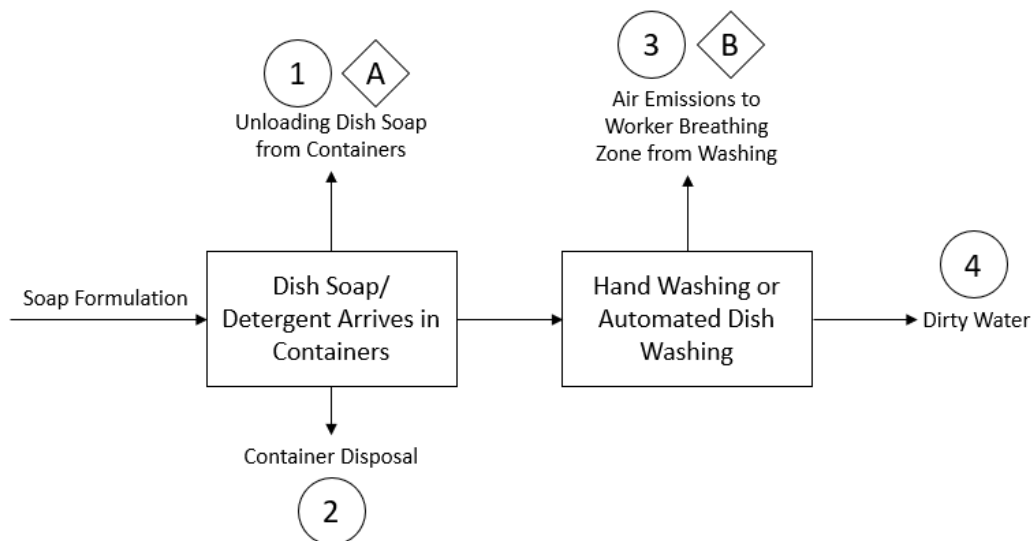 1
A
Unloading Dish Soap
from Containers
3
B
Air Emissions to
Worker Breathing
Zone from Washing
Soap Formulation
Dish Soap/
Detergent Arrives in
Containers
Hand Washing or
Automated Dish
Washing
4
Dirty Water
Container Disposal
2